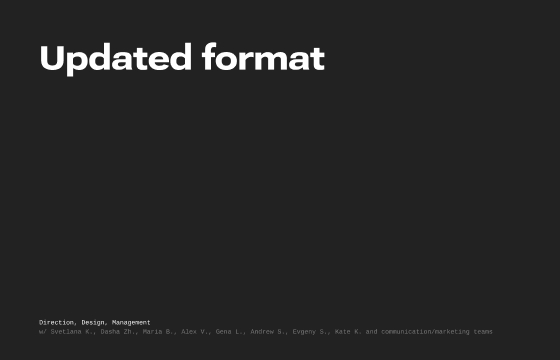 Updated format
Direction, Design, Management
w/ Svetlana K., Dasha Zh., Maria B., Alex V., Gena L., Andrew S., Evgeny S., Kate K. and communication/marketing teams